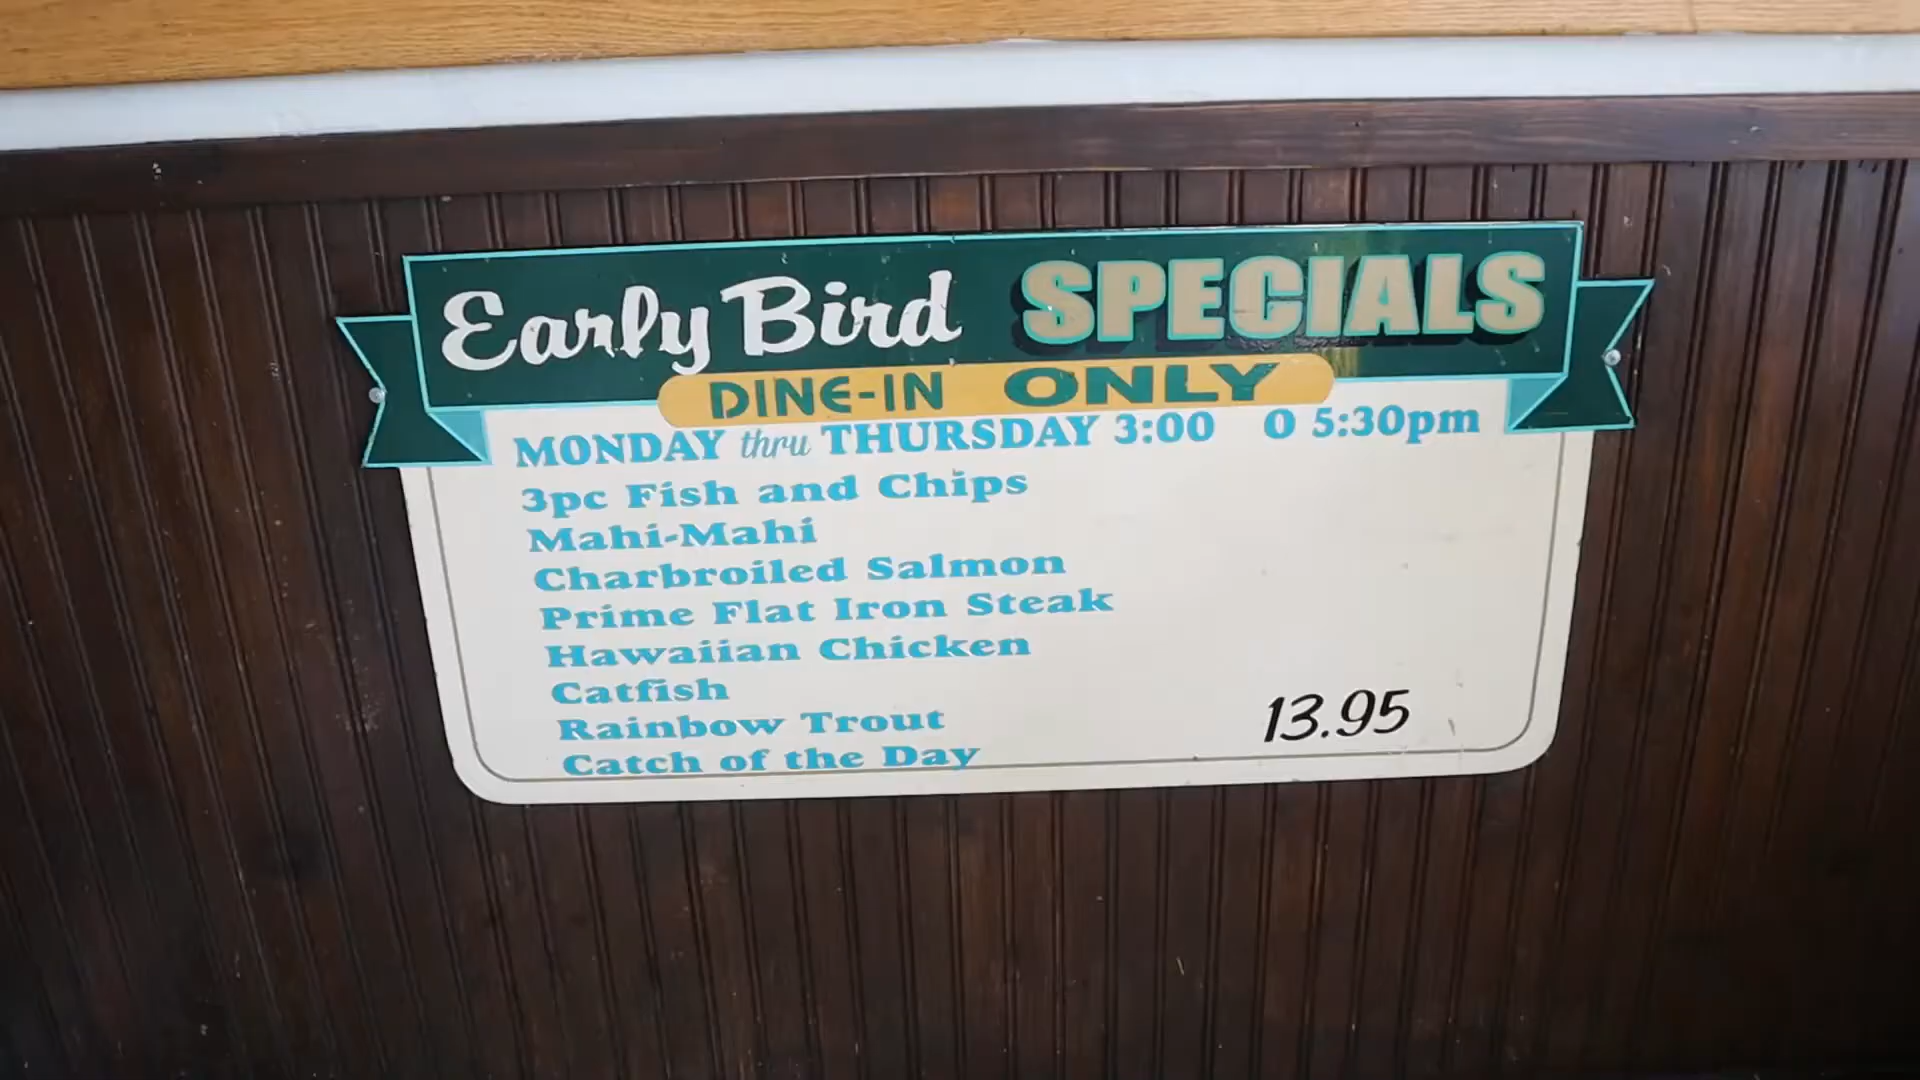 Early Bird SPECIALS
DINE-IN ONLY
MONDAY thru THURSDAY 3:00 O 5:30pm
3pc Fish and Chips
Mahi-Mahi
Charbroiled Salmon
Prime Flat Iron Steak
Hawaiian Chicken
Catfish
Rainbow Trout
Catch of the Day 13.95